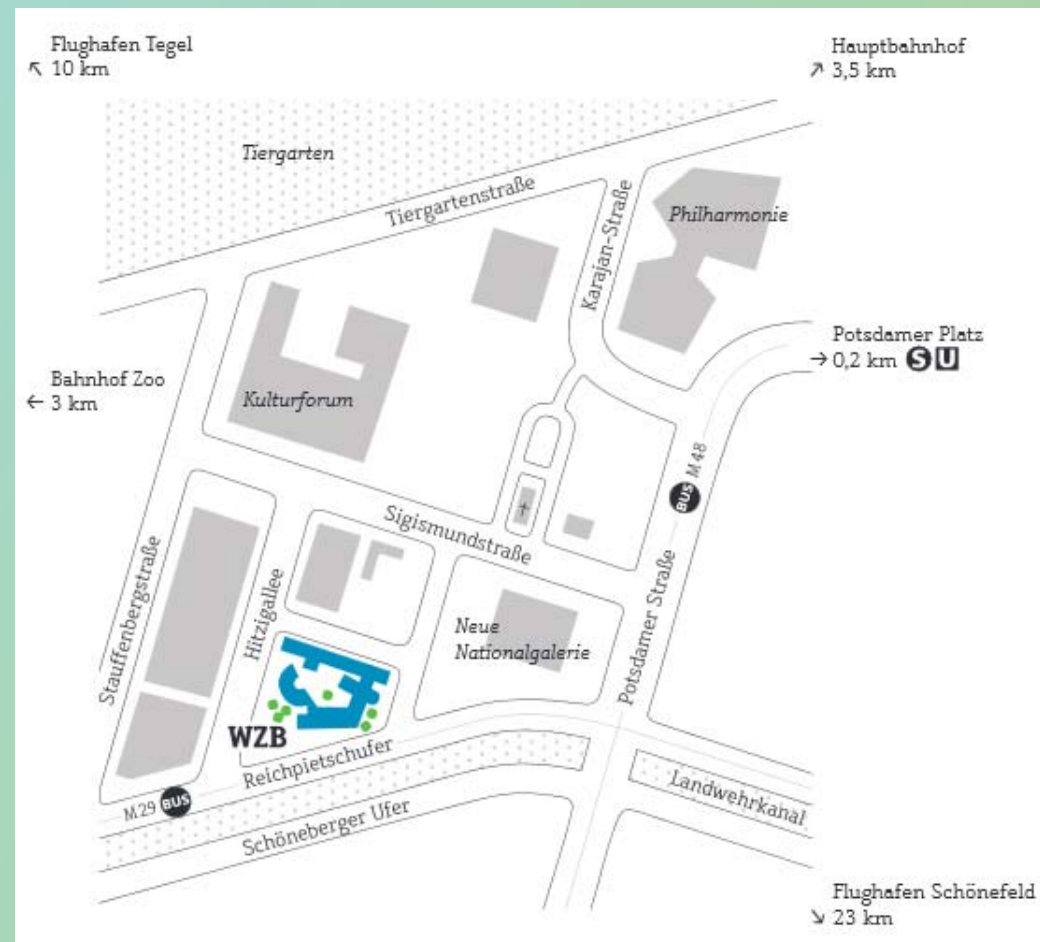 Flughafen Tegel
↖ 10 km
Hauptbahnhof
↗ 3,5 km
Tiergarten
Tiergartenstraße
Karajan-Straße
Philharmonie
Potsdamer Platz
→ 0,2 km S U
Bahnhof Zoo
← 3 km
Kulturforum
BUS M 48
Sigismundstraße
Stauffenbergstraße
Hitzigallee
Neue
Nationalgalerie
Potsdamer Straße
WZB
Reichpietschufer
M 29 BUS
Landwehrkanal
Schöneberger Ufer
Flughafen Schönefeld
↘ 23 km